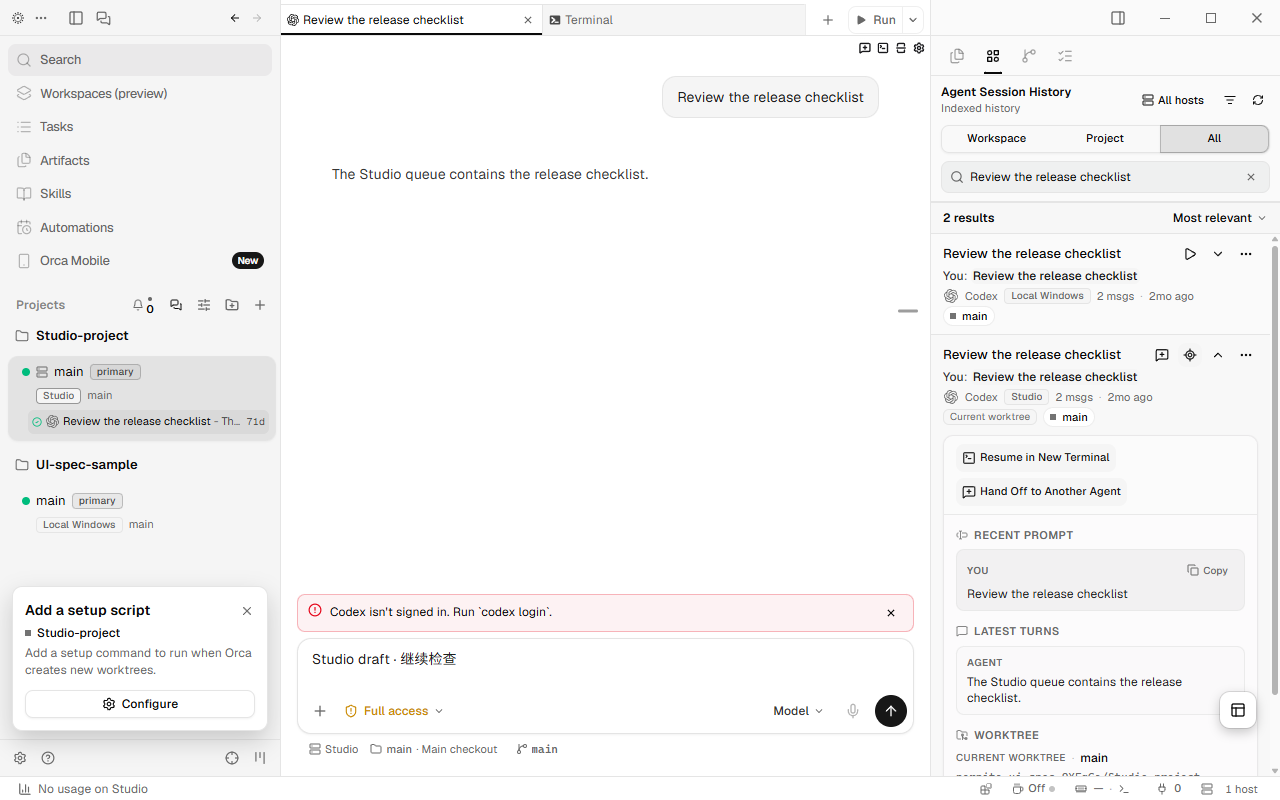 Review the release checklist
Terminal
Run
Search
Workspaces (preview)
Tasks
Artifacts
Skills
Automations
Orca Mobile
New
Projects
0
Studio-project
main
primary
Studio
main
Review the release checklist - Th...
71d
UI-spec-sample
main
primary
Local Windows
main
Add a setup script
Studio-project
Add a setup command to run when Orca
creates new worktrees.
Configure
No usage on Studio
Review the release checklist
The Studio queue contains the release checklist.
Codex isn't signed in. Run `codex login`.
Studio draft · 继续检查
Full access
Model
Studio
main · Main checkout
main
Agent Session History
Indexed history
All hosts
Workspace
Project
All
Review the release checklist
2 results
Most relevant
Review the release checklist
You: Review the release checklist
Codex
Local Windows
2 msgs · 2mo ago
main
Review the release checklist
You: Review the release checklist
Codex
Studio
2 msgs · 2mo ago
Current worktree
main
Resume in New Terminal
Hand Off to Another Agent
RECENT PROMPT
YOU
Copy
Review the release checklist
LATEST TURNS
AGENT
The Studio queue contains the release
checklist.
WORKTREE
CURRENT WORKTREE · main
Off
0
1 host